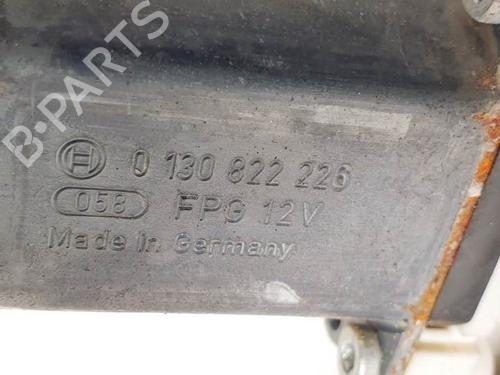 B-PARTS
0 130 822 226
058 FPG 12V
Made in Germany